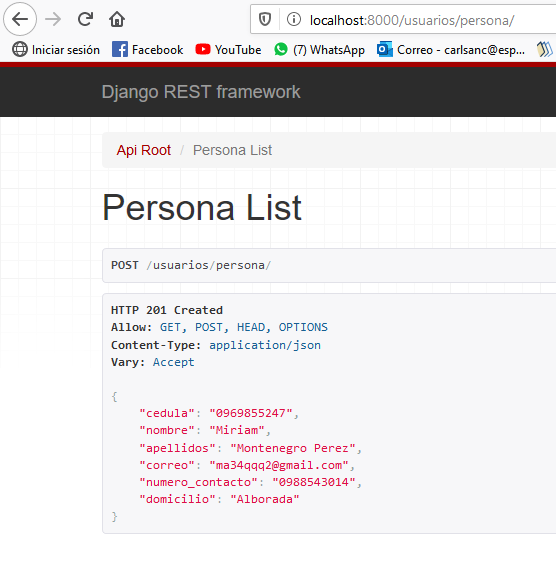 localhost:8000/usuarios/persona/
Iniciar sesión Facebook YouTube (7) WhatsApp Correo - carlsanc@esp...
Django REST framework
Api Root / Persona List
Persona List
POST /usuarios/persona/
HTTP 201 Created
Allow: GET, POST, HEAD, OPTIONS
Content-Type: application/json
Vary: Accept
{
"cedula": "0969855247",
"nombre": "Miriam",
"apellidos": "Montenegro Perez",
"correo": "ma34qqq2@gmail.com",
"numero_contacto": "0988543014",
"domicilio": "Alborada"
}